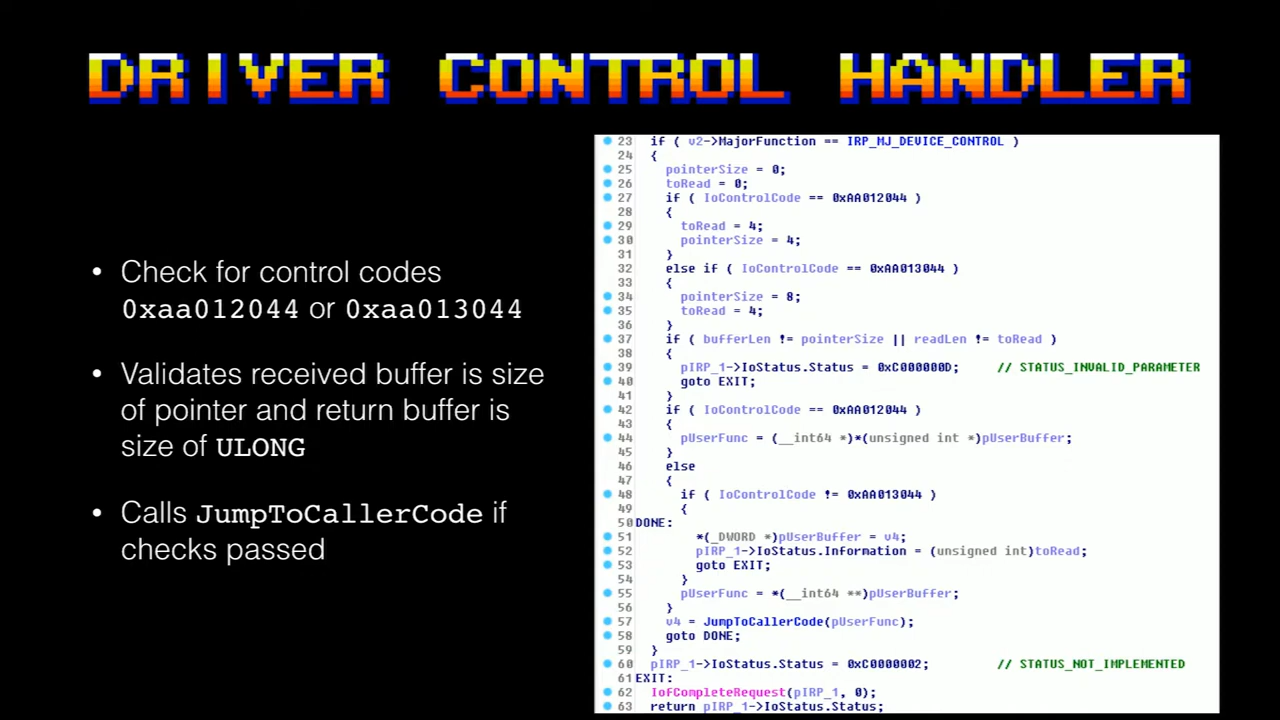 DRIVER CONTROL HANDLER
• Check for control codes
0xaa012044 or 0xaa013044
• Validates received buffer is size
of pointer and return buffer is
size of ULONG
• Calls JumpToCallerCode if
checks passed
23 if ( v2->MajorFunction == IRP_MJ_DEVICE_CONTROL )
24 {
25 pointerSize = 0;
26 toRead = 0;
27 if ( IoControlCode == 0xAA012044 )
28 {
29 toRead = 4;
30 pointerSize = 4;
31 }
32 else if ( IoControlCode == 0xAA013044 )
33 {
34 pointerSize = 8;
35 toRead = 4;
36 }
37 if ( bufferLen != pointerSize || readLen != toRead )
38 {
39 pIRP_1->IoStatus.Status = 0xC000000D; // STATUS_INVALID_PARAMETER
40 goto EXIT;
41 }
42 if ( IoControlCode == 0xAA012044 )
43 {
44 pUserFunc = (__int64 *)*(unsigned int *)pUserBuffer;
45 }
46 else
47 {
48 if ( IoControlCode != 0xAA013044 )
49 {
50 DONE:
51 *(_DWORD *)pUserBuffer = v4;
52 pIRP_1->IoStatus.Information = (unsigned int)toRead;
53 goto EXIT;
54 }
55 pUserFunc = *(__int64 **)pUserBuffer;
56 }
57 v4 = JumpToCallerCode(pUserFunc);
58 goto DONE;
59 }
60 pIRP_1->IoStatus.Status = 0xC0000002; // STATUS_NOT_IMPLEMENTED
61 EXIT:
62 IofCompleteRequest(pIRP_1, 0);
63 return pIRP_1->IoStatus.Status;